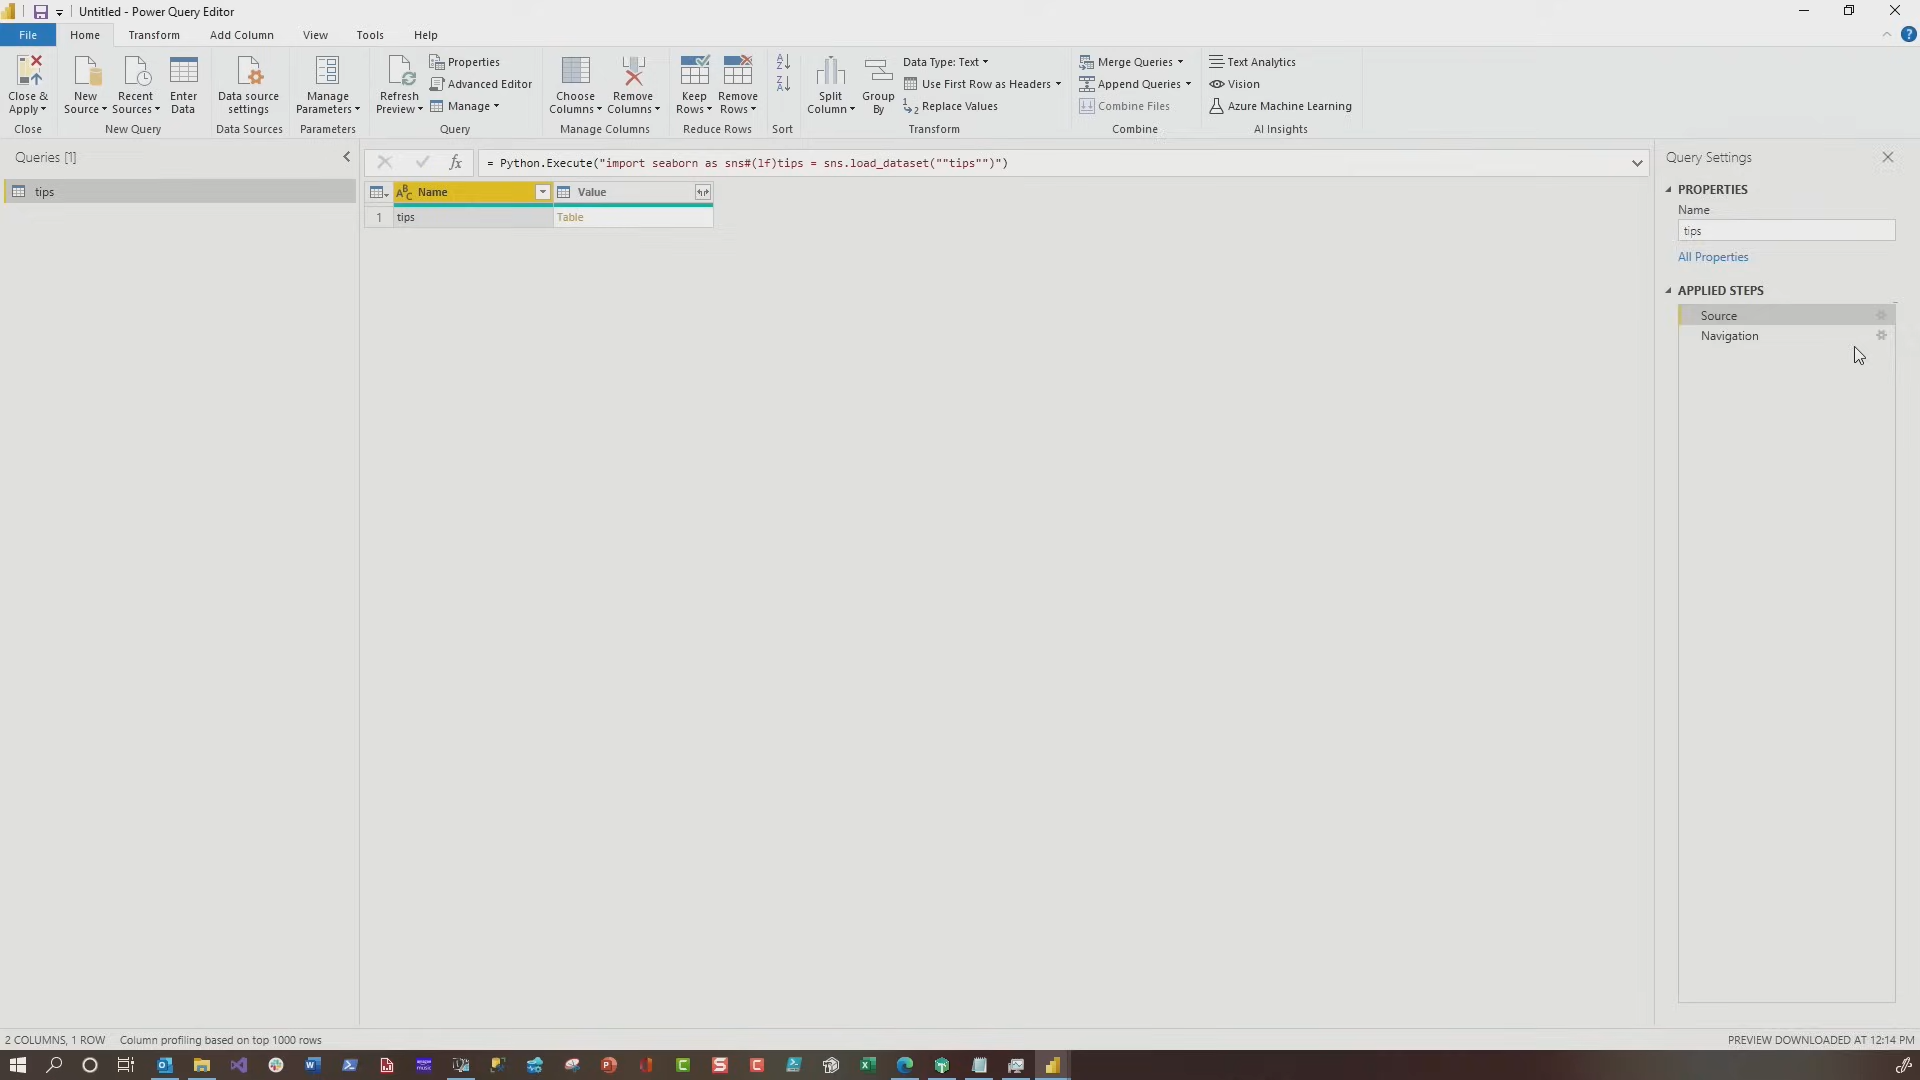 Untitled - Power Query Editor
File
Home
Transform
Add Column
View
Tools
Help
Close & Apply
New Source
Recent Sources
Enter Data
Data source settings
Manage Parameters
Refresh Preview
Properties
Advanced Editor
Manage
Choose Columns
Remove Columns
Keep Rows
Remove Rows
Split Column
Group By
Data Type: Text
Use First Row as Headers
Replace Values
Merge Queries
Append Queries
Combine Files
Text Analytics
Vision
Azure Machine Learning
Close
New Query
Data Sources
Parameters
Query
Manage Columns
Reduce Rows
Sort
Transform
Combine
AI Insights
Queries [1]
tips
fx
= Python.Execute("import seaborn as sns#(lf)tips = sns.load_dataset(""tips"")")
Name
Value
1 tips Table
Query Settings
PROPERTIES
Name
tips
All Properties
APPLIED STEPS
Source
Navigation
2 COLUMNS, 1 ROW
Column profiling based on top 1000 rows
PREVIEW DOWNLOADED AT 12:14 PM